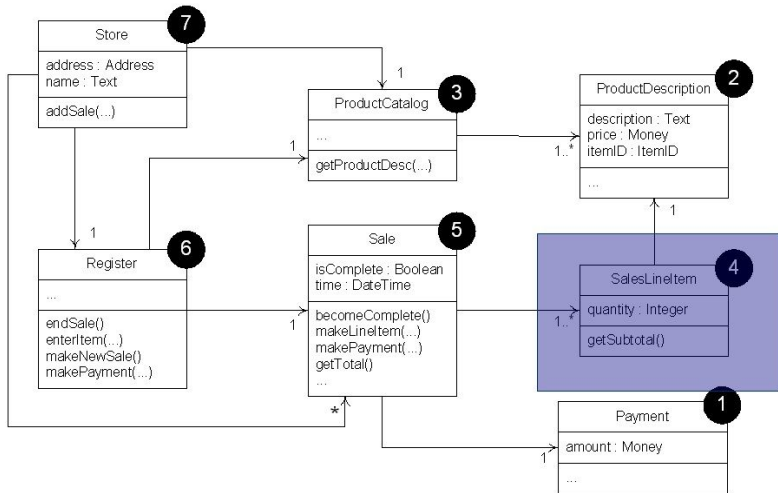 Store
7
address : Address
name : Text
addSale(...)
1
ProductCatalog
3
...
getProductDesc(...)
1
1..*
ProductDescription
2
description : Text
price : Money
itemID : ItemID
...
1
1
Register
6
...
endSale()
enterItem(...)
makeNewSale()
makePayment(...)
1
Sale
5
isComplete : Boolean
time : DateTime
becomeComplete()
makeLineItem(...)
makePayment(...)
getTotal()
...
*
1..*
SalesLineItem
4
quantity : Integer
getSubtotal()
1
Payment
1
amount : Money
...